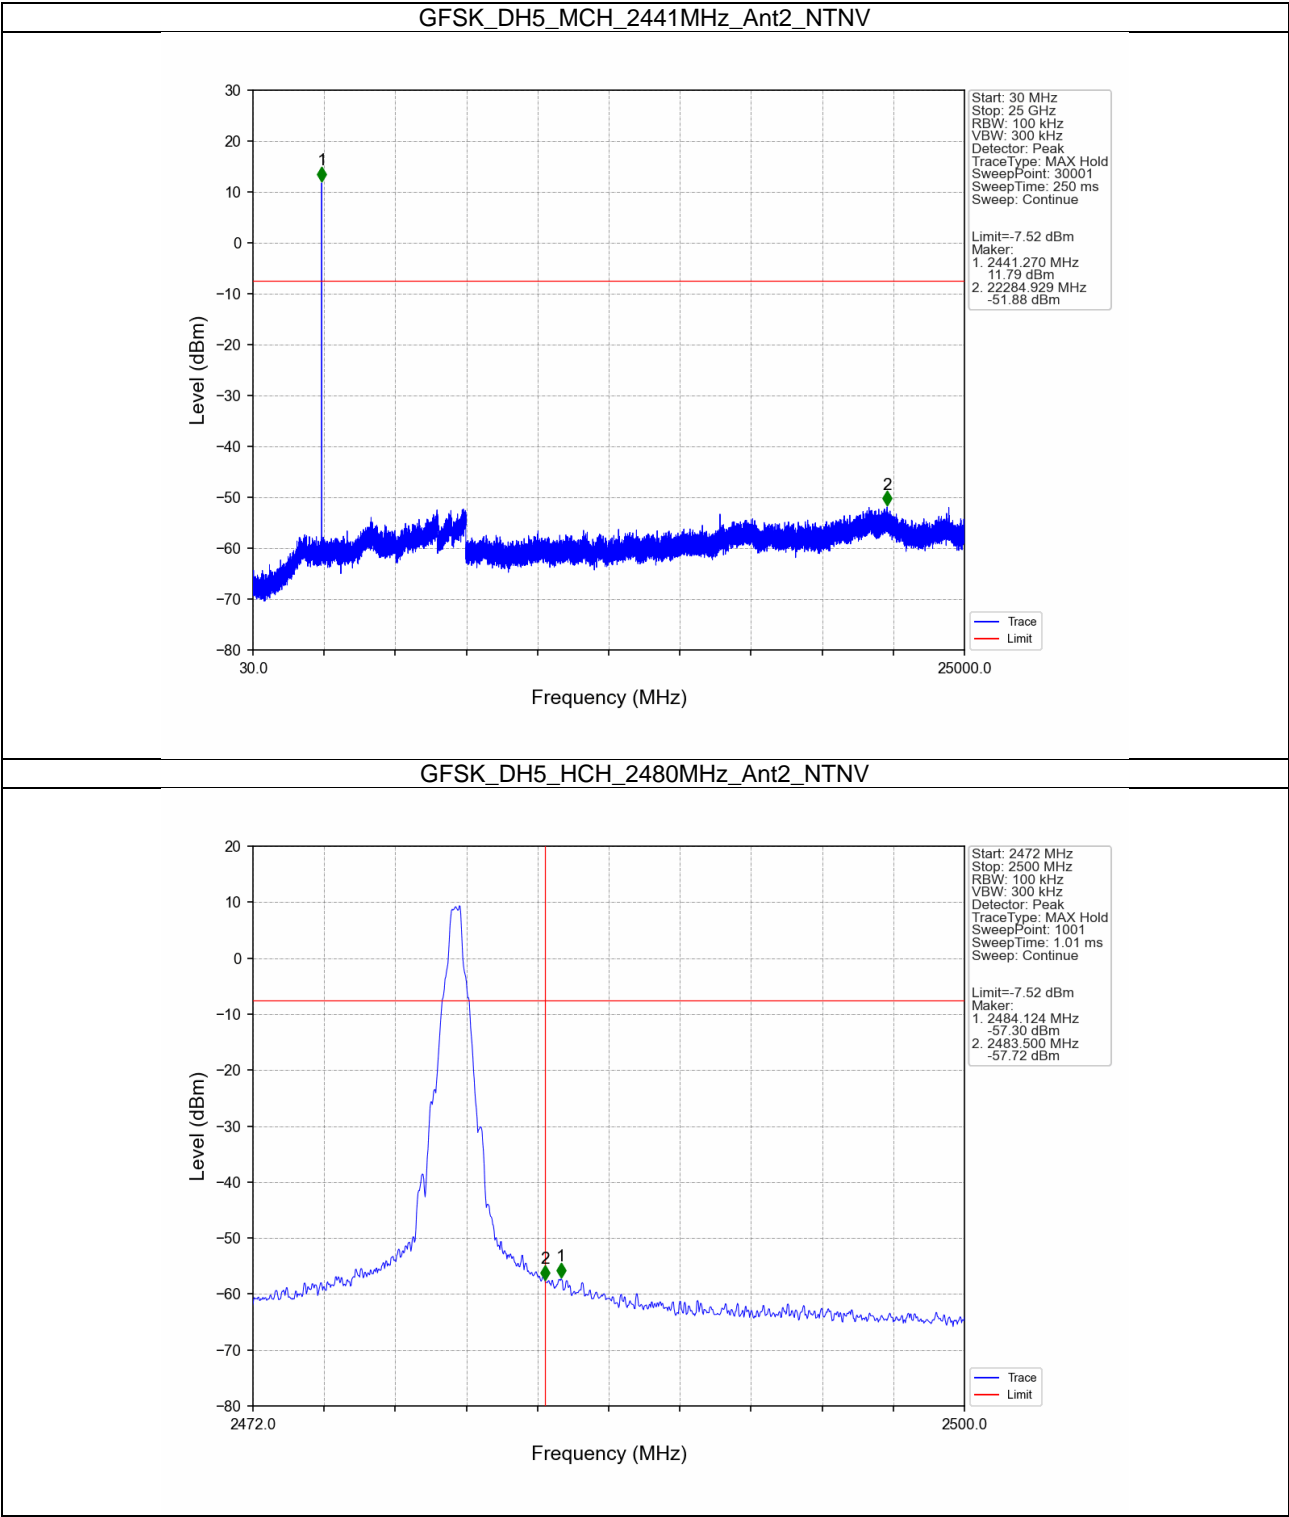 GFSK_DH5_MCH_2441MHz_Ant2_NTNV
30
20
10
0
−10
−20
−30
−40
−50
−60
−70
−80
Level (dBm)
1
2
30.0
25000.0
Frequency (MHz)
Start: 30 MHz
Stop: 25 GHz
RBW: 100 kHz
VBW: 300 kHz
Detector: Peak
TraceType: MAX Hold
SweepPoint: 30001
SweepTime: 250 ms
Sweep: Continue
Limit=-7.52 dBm
Maker:
1. 2441.270 MHz
11.79 dBm
2. 22284.929 MHz
-51.88 dBm
Trace
Limit
GFSK_DH5_HCH_2480MHz_Ant2_NTNV
20
10
0
−10
−20
−30
−40
−50
−60
−70
−80
Level (dBm)
2 1
2472.0
2500.0
Frequency (MHz)
Start: 2472 MHz
Stop: 2500 MHz
RBW: 100 kHz
VBW: 300 kHz
Detector: Peak
TraceType: MAX Hold
SweepPoint: 1001
SweepTime: 1.01 ms
Sweep: Continue
Limit=-7.52 dBm
Maker:
1. 2484.124 MHz
-57.30 dBm
2. 2483.500 MHz
-57.72 dBm
Trace
Limit